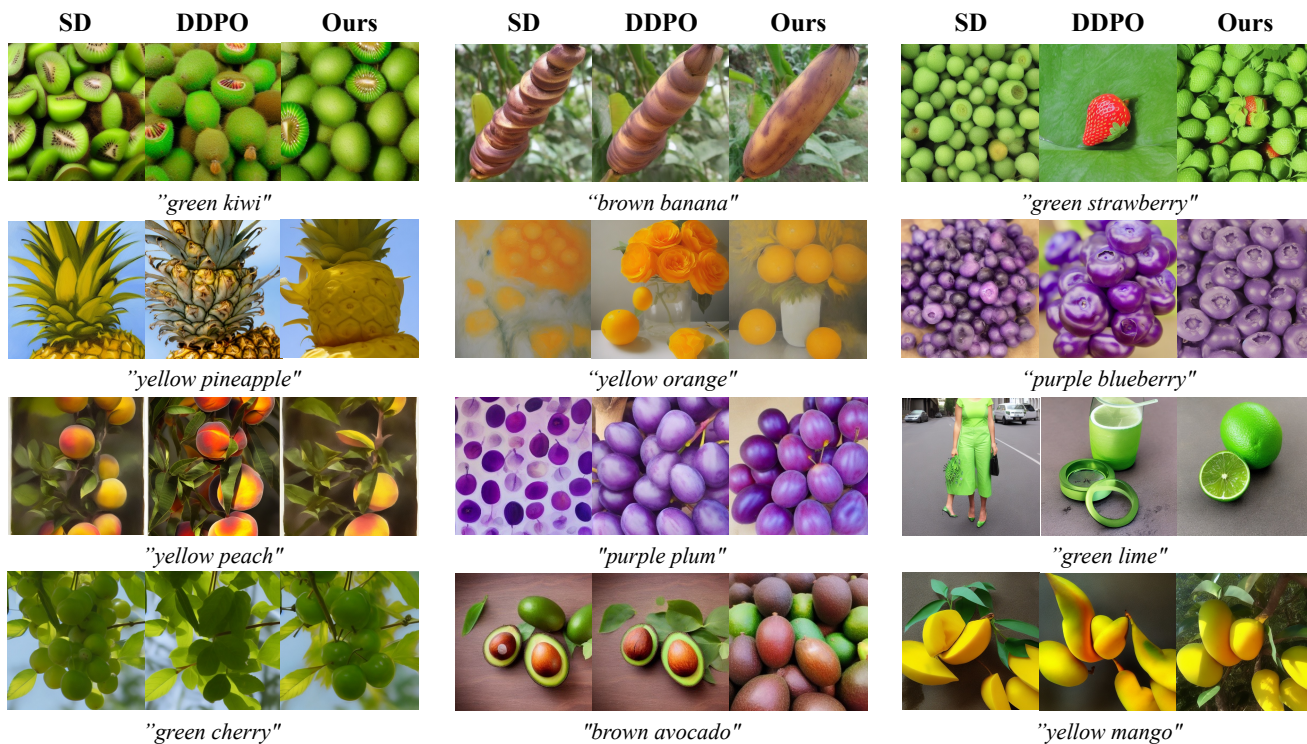 SD DDPO Ours SD DDPO Ours SD DDPO Ours
”green kiwi" “brown banana" ”green strawberry"
”yellow pineapple" “yellow orange" “purple blueberry"
”yellow peach" "purple plum" ”green lime"
”green cherry" "brown avocado" ”yellow mango"